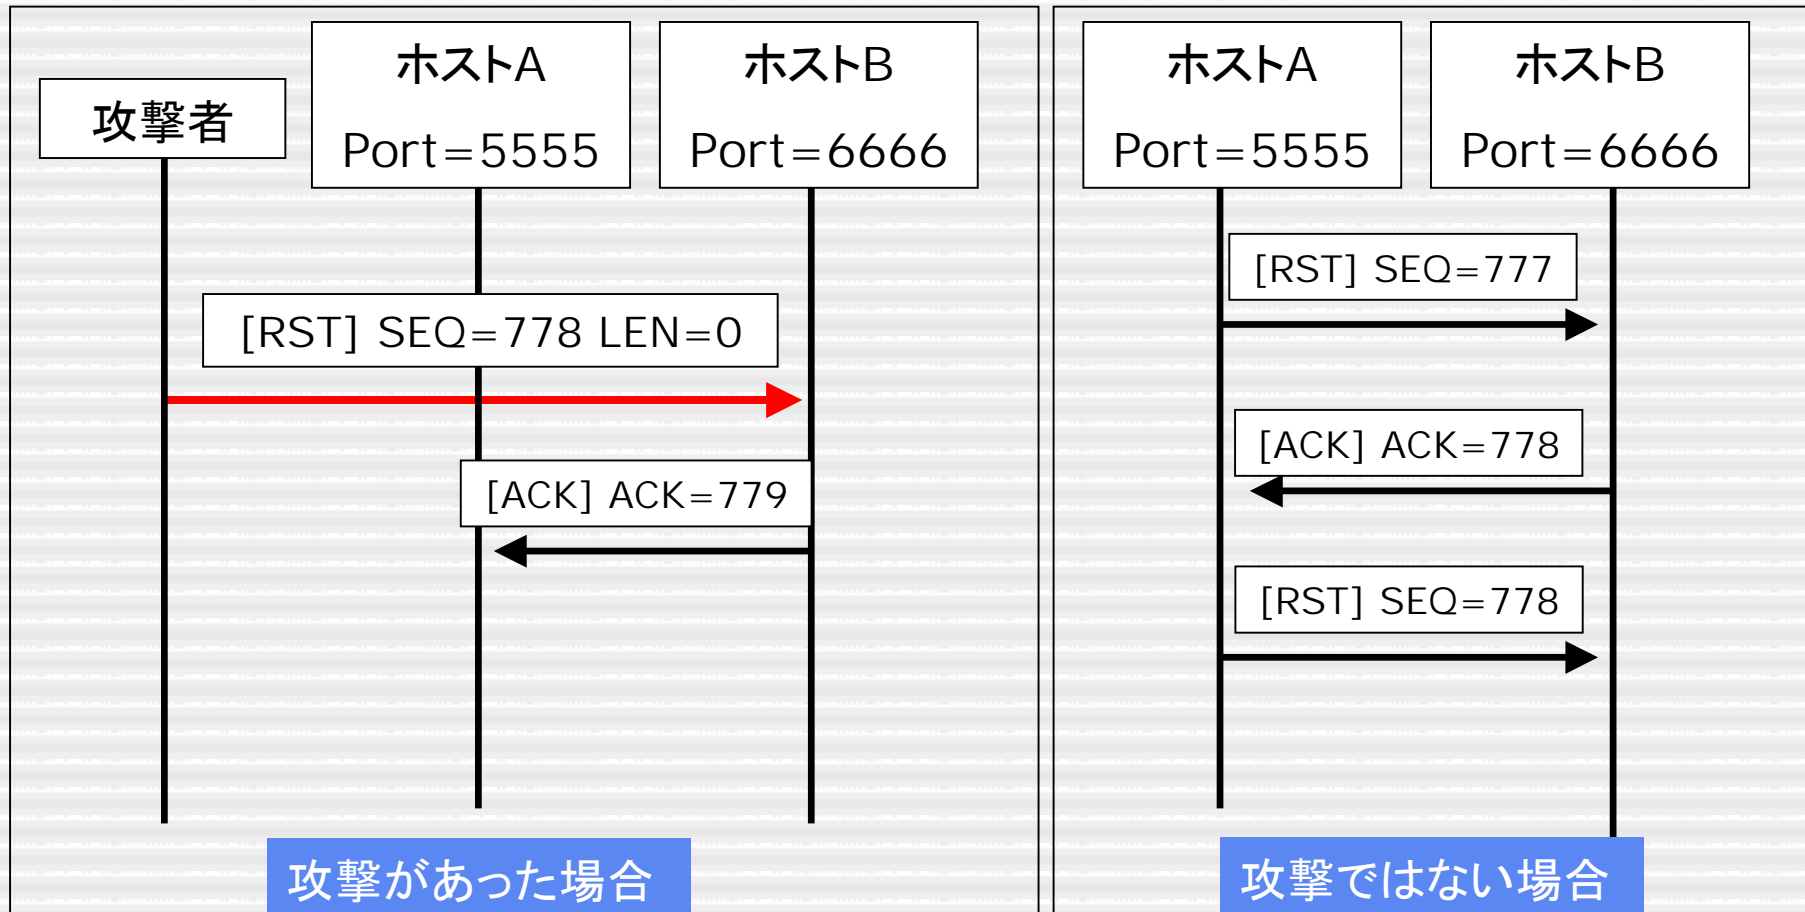 攻撃者
ホストA
Port=5555
ホストB
Port=6666
[RST] SEQ=778 LEN=0
[ACK] ACK=779
攻撃があった場合
ホストA
Port=5555
ホストB
Port=6666
[RST] SEQ=777
[ACK] ACK=778
[RST] SEQ=778
攻撃ではない場合